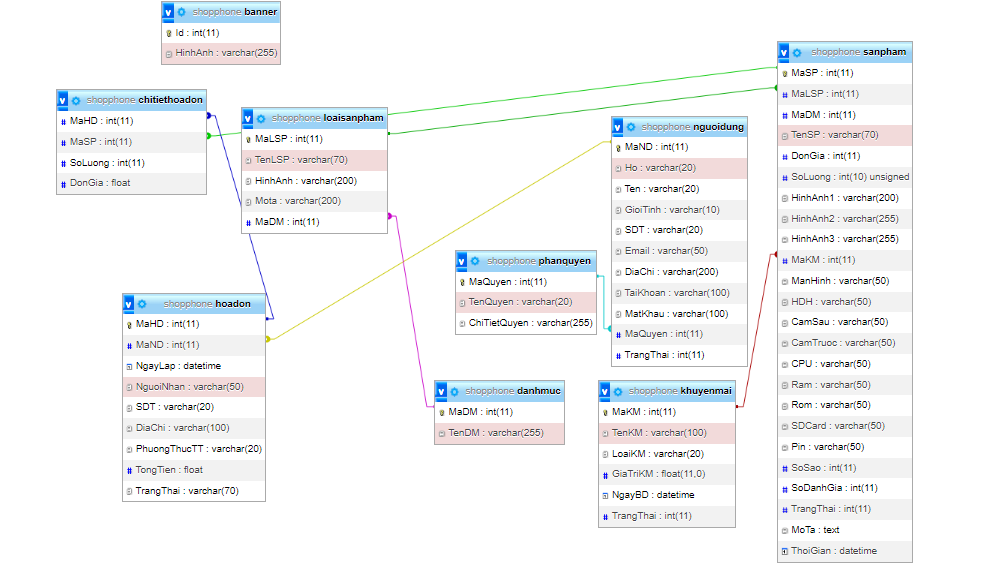 shopphone banner
Id : int(11)
HinhAnh : varchar(255)
shopphone chitiethoadon
MaHD : int(11)
MaSP : int(11)
SoLuong : int(11)
DonGia : float
shopphone loaisanpham
MaLSP : int(11)
TenLSP : varchar(70)
HinhAnh : varchar(200)
Mota : varchar(200)
MaDM : int(11)
shopphone hoadon
MaHD : int(11)
MaND : int(11)
NgayLap : datetime
NguoiNhan : varchar(50)
SDT : varchar(20)
DiaChi : varchar(100)
PhuongThucTT : varchar(20)
TongTien : float
TrangThai : varchar(70)
shopphone phanquyen
MaQuyen : int(11)
TenQuyen : varchar(20)
ChiTietQuyen : varchar(255)
shopphone danhmuc
MaDM : int(11)
TenDM : varchar(255)
shopphone nguoidung
MaND : int(11)
Ho : varchar(20)
Ten : varchar(20)
GioiTinh : varchar(10)
SDT : varchar(20)
Email : varchar(50)
DiaChi : varchar(200)
TaiKhoan : varchar(100)
MatKhau : varchar(100)
MaQuyen : int(11)
TrangThai : int(11)
shopphone khuyenmai
MaKM : int(11)
TenKM : varchar(100)
LoaiKM : varchar(20)
GiaTriKM : float(11,0)
NgayBD : datetime
TrangThai : int(11)
shopphone sanpham
MaSP : int(11)
MaLSP : int(11)
MaDM : int(11)
TenSP : varchar(70)
DonGia : int(11)
SoLuong : int(10) unsigned
HinhAnh1 : varchar(200)
HinhAnh2 : varchar(255)
HinhAnh3 : varchar(255)
MaKM : int(11)
ManHinh : varchar(50)
HDH : varchar(50)
CamSau : varchar(50)
CamTruoc : varchar(50)
CPU : varchar(50)
Ram : varchar(50)
Rom : varchar(50)
SDCard : varchar(50)
Pin : varchar(50)
SoSao : int(11)
SoDanhGia : int(11)
TrangThai : int(11)
MoTa : text
ThoiGian : datetime